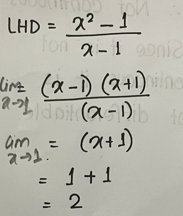 LHD = x² - 1 / x - 1
lim x→1 (x-1) (x+1) / (x-1)
lim x→1 = (x+1)
= 1 + 1
= 2